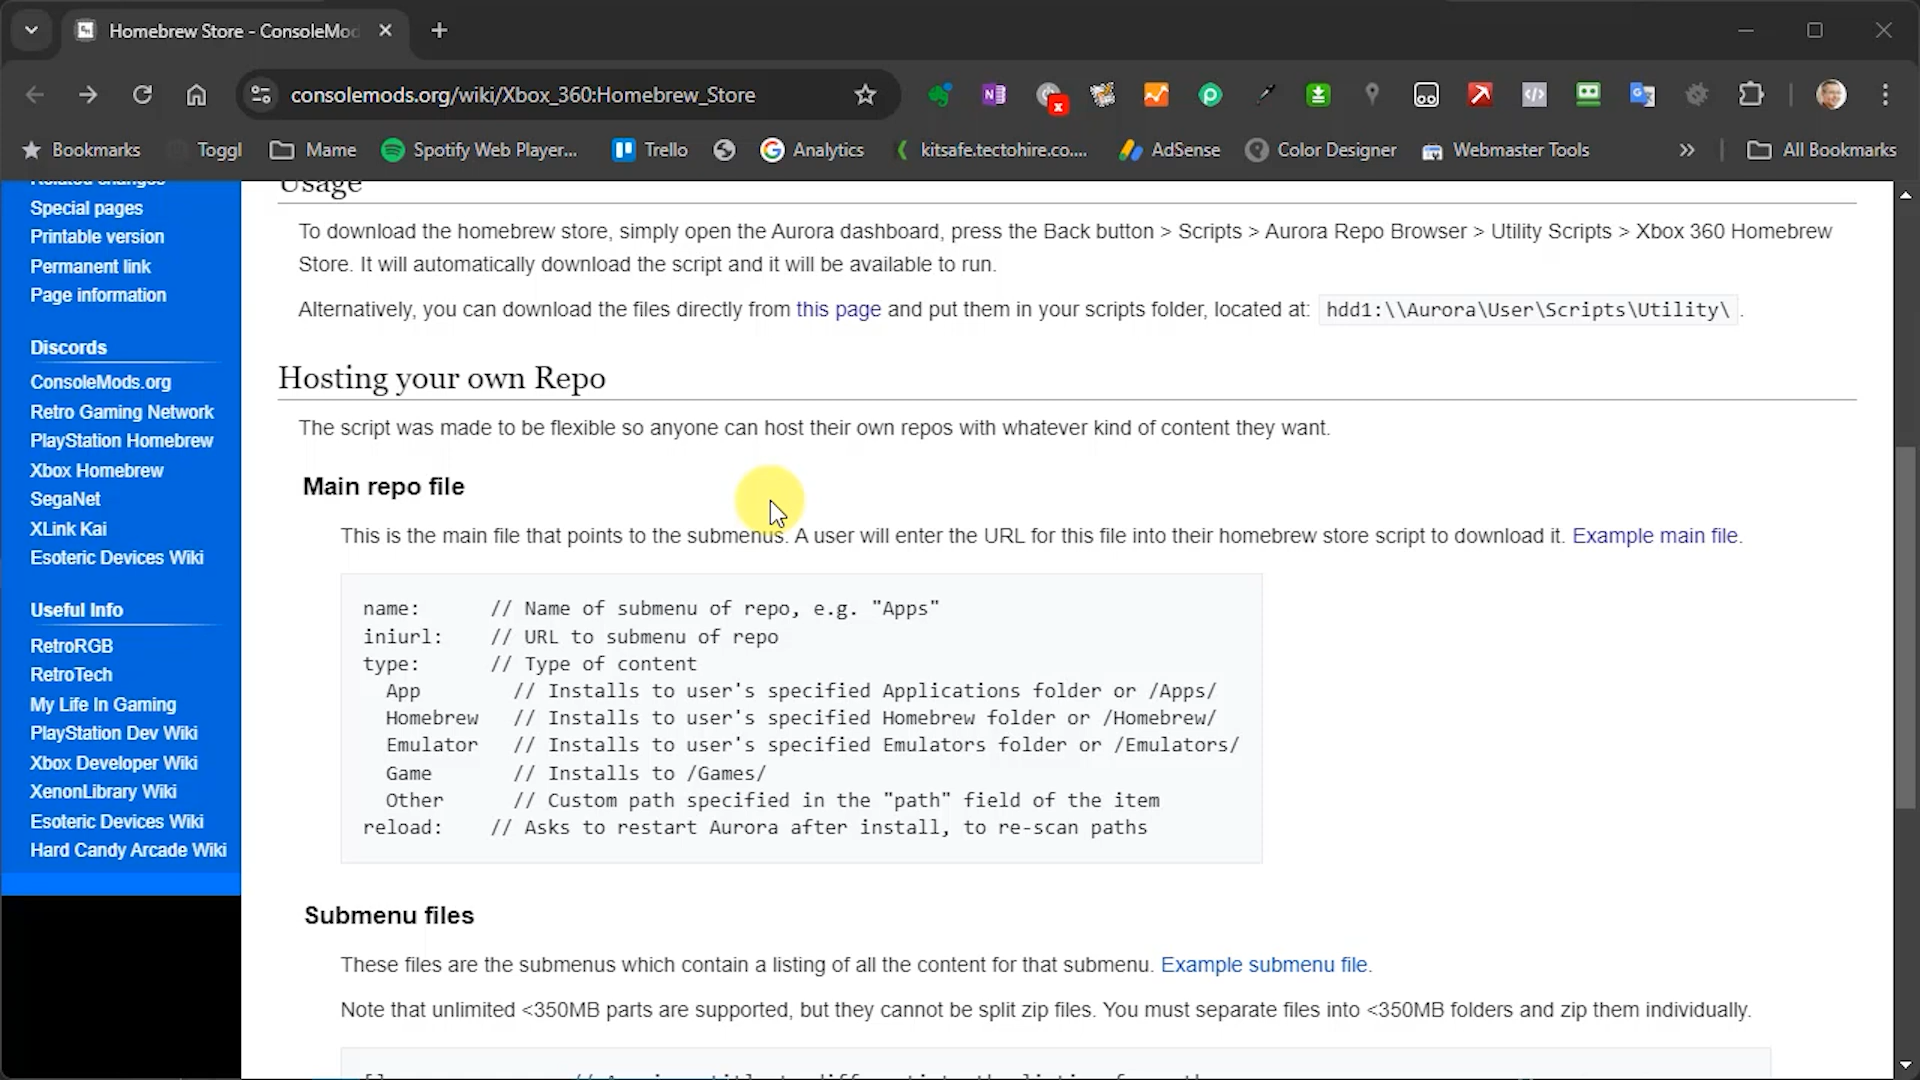 Homebrew Store - ConsoleMod
consolemods.org/wiki/Xbox_360:Homebrew_Store
Bookmarks
Toggl
Mame
Spotify Web Player...
Trello
Analytics
kitsafe.tectohire.co....
AdSense
Color Designer
Webmaster Tools
»
All Bookmarks
Related changes
Special pages
Printable version
Permanent link
Page information
Discords
ConsoleMods.org
Retro Gaming Network
PlayStation Homebrew
Xbox Homebrew
SegaNet
XLink Kai
Esoteric Devices Wiki
Useful Info
RetroRGB
RetroTech
My Life In Gaming
PlayStation Dev Wiki
Xbox Developer Wiki
XenonLibrary Wiki
Esoteric Devices Wiki
Hard Candy Arcade Wiki
Usage
To download the homebrew store, simply open the Aurora dashboard, press the Back button > Scripts > Aurora Repo Browser > Utility Scripts > Xbox 360 Homebrew
Store. It will automatically download the script and it will be available to run.
Alternatively, you can download the files directly from this page and put them in your scripts folder, located at: hdd1:\\Aurora\User\Scripts\Utility\ .
Hosting your own Repo
The script was made to be flexible so anyone can host their own repos with whatever kind of content they want.
Main repo file
This is the main file that points to the submenus. A user will enter the URL for this file into their homebrew store script to download it. Example main file.
name: // Name of submenu of repo, e.g. "Apps"
iniurl: // URL to submenu of repo
type: // Type of content
App // Installs to user's specified Applications folder or /Apps/
Homebrew // Installs to user's specified Homebrew folder or /Homebrew/
Emulator // Installs to user's specified Emulators folder or /Emulators/
Game // Installs to /Games/
Other // Custom path specified in the "path" field of the item
reload: // Asks to restart Aurora after install, to re-scan paths
Submenu files
These files are the submenus which contain a listing of all the content for that submenu. Example submenu file.
Note that unlimited <350MB parts are supported, but they cannot be split zip files. You must separate files into <350MB folders and zip them individually.